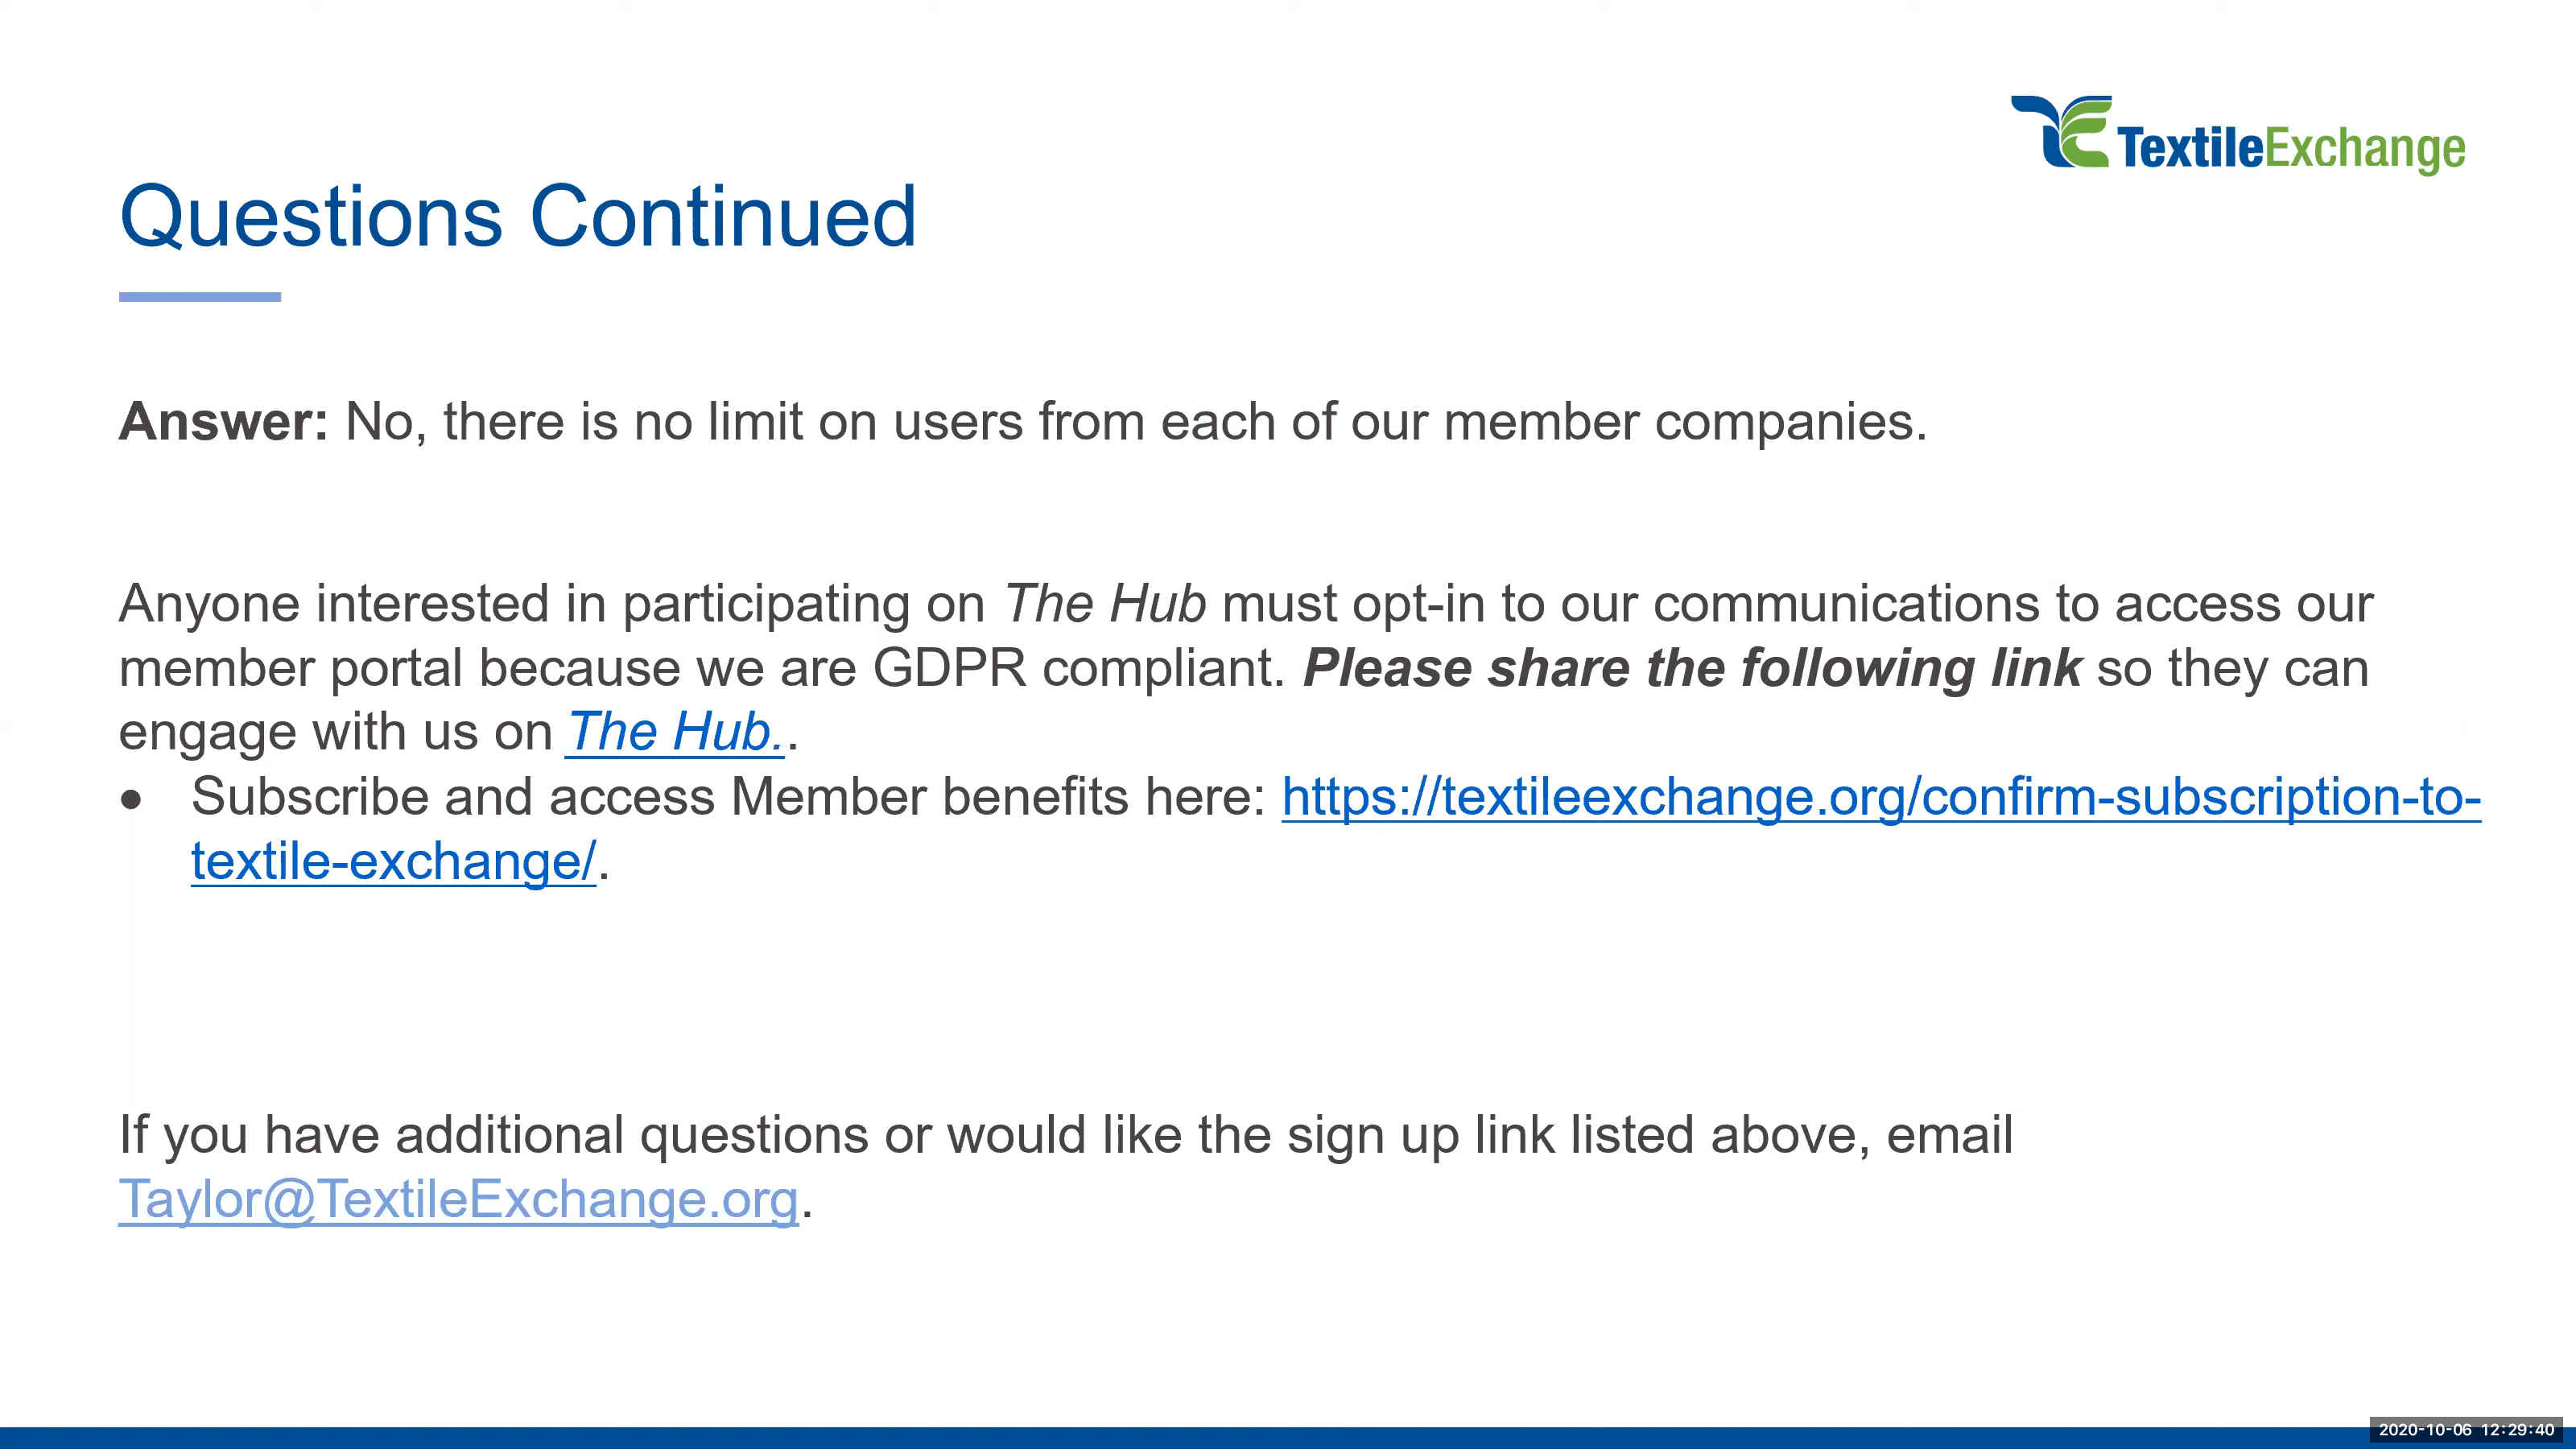 TextileExchange
Questions Continued
Answer: No, there is no limit on users from each of our member companies.
Anyone interested in participating on The Hub must opt-in to our communications to access our
member portal because we are GDPR compliant. Please share the following link so they can
engage with us on The Hub..
• Subscribe and access Member benefits here: https://textileexchange.org/confirm-subscription-to-
textile-exchange/.
If you have additional questions or would like the sign up link listed above, email
Taylor@TextileExchange.org.
2020-10-06 12:29:40